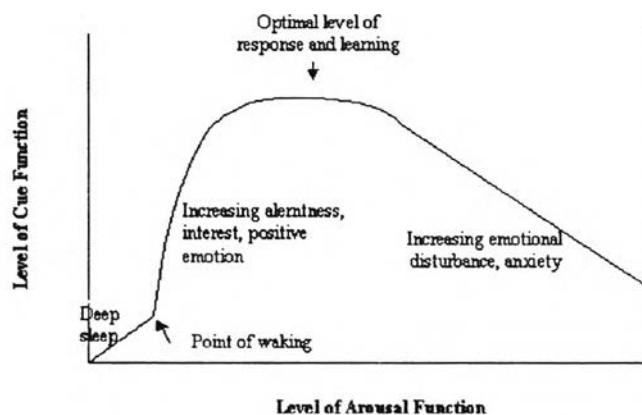 Optimal level of
response and learning
Level of Cue Function
Increasing alerntness,
interest, positive
emotion
Increasing emotional
disturbance, anxiety
Deep
sleep
Point of waking
Level of Arousal Function